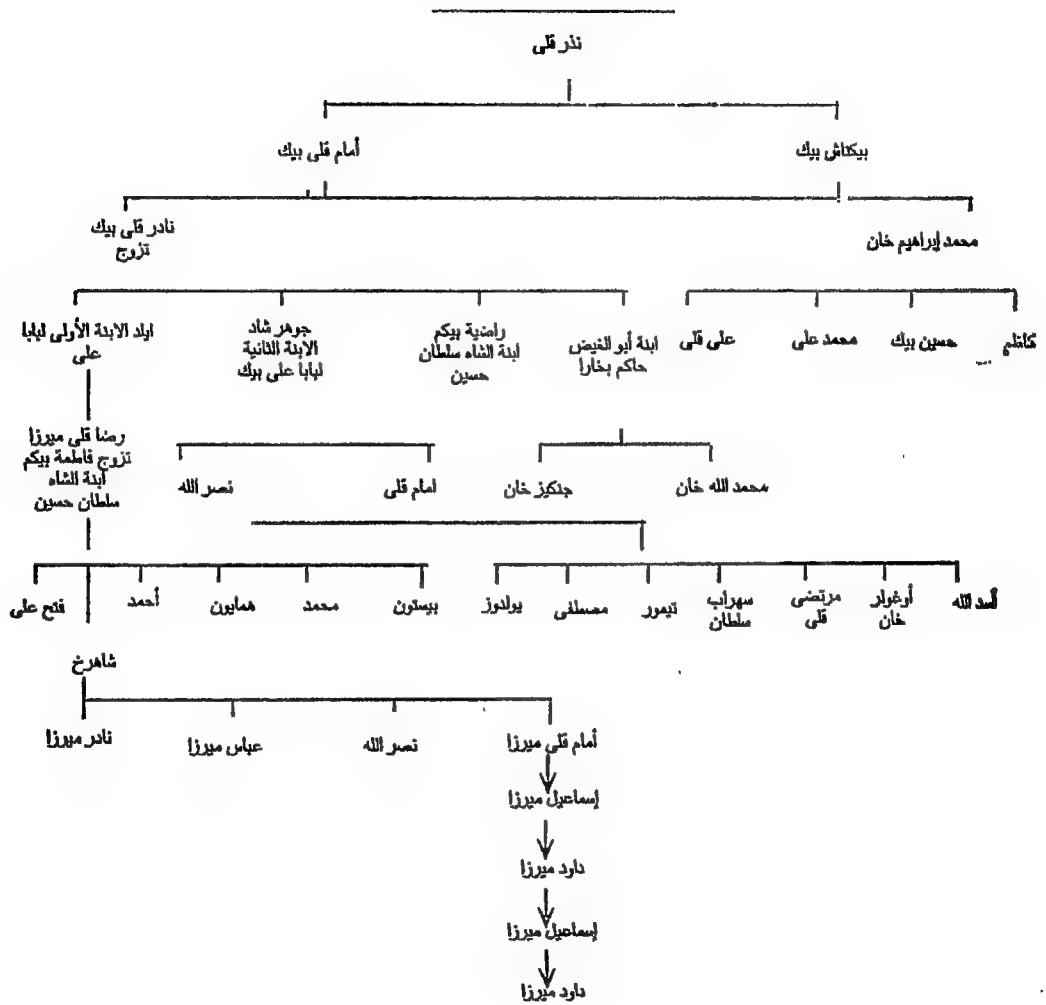 نذر قلى
بيكتاش بيك
أمام قلى بيك
محمد إبراهيم خان
نادر قلى بيك
تزوج
كاظم
حسين بيك
محمد على
على قلى
ابنة أبو الفيض
حاكم بخارا
راضية بيكم
ابنة الشاه سلطان
حسين
جوهر شاد
الابنة الثانية
لبابا على بيك
الابنة الأولى لبابا
على
رضا قلى ميرزا
تزوج فاطمة بيكم
ابنة الشاه
سلطان حسين
محمد الله خان
جنكيز خان
امام قلى
نصر الله
أسد الله
أوغولر
خان
مرتضى
قلى
سهراب
سلطان
تيمور
مصطفى
يولدوز
بيستون
محمد
همايون
أحمد
فتح على
شاهرخ
أمام قلى ميرزا
نصر الله
عباس ميرزا
نادر ميرزا
إسماعيل ميرزا
داود ميرزا
إسماعيل ميرزا
داود ميرزا